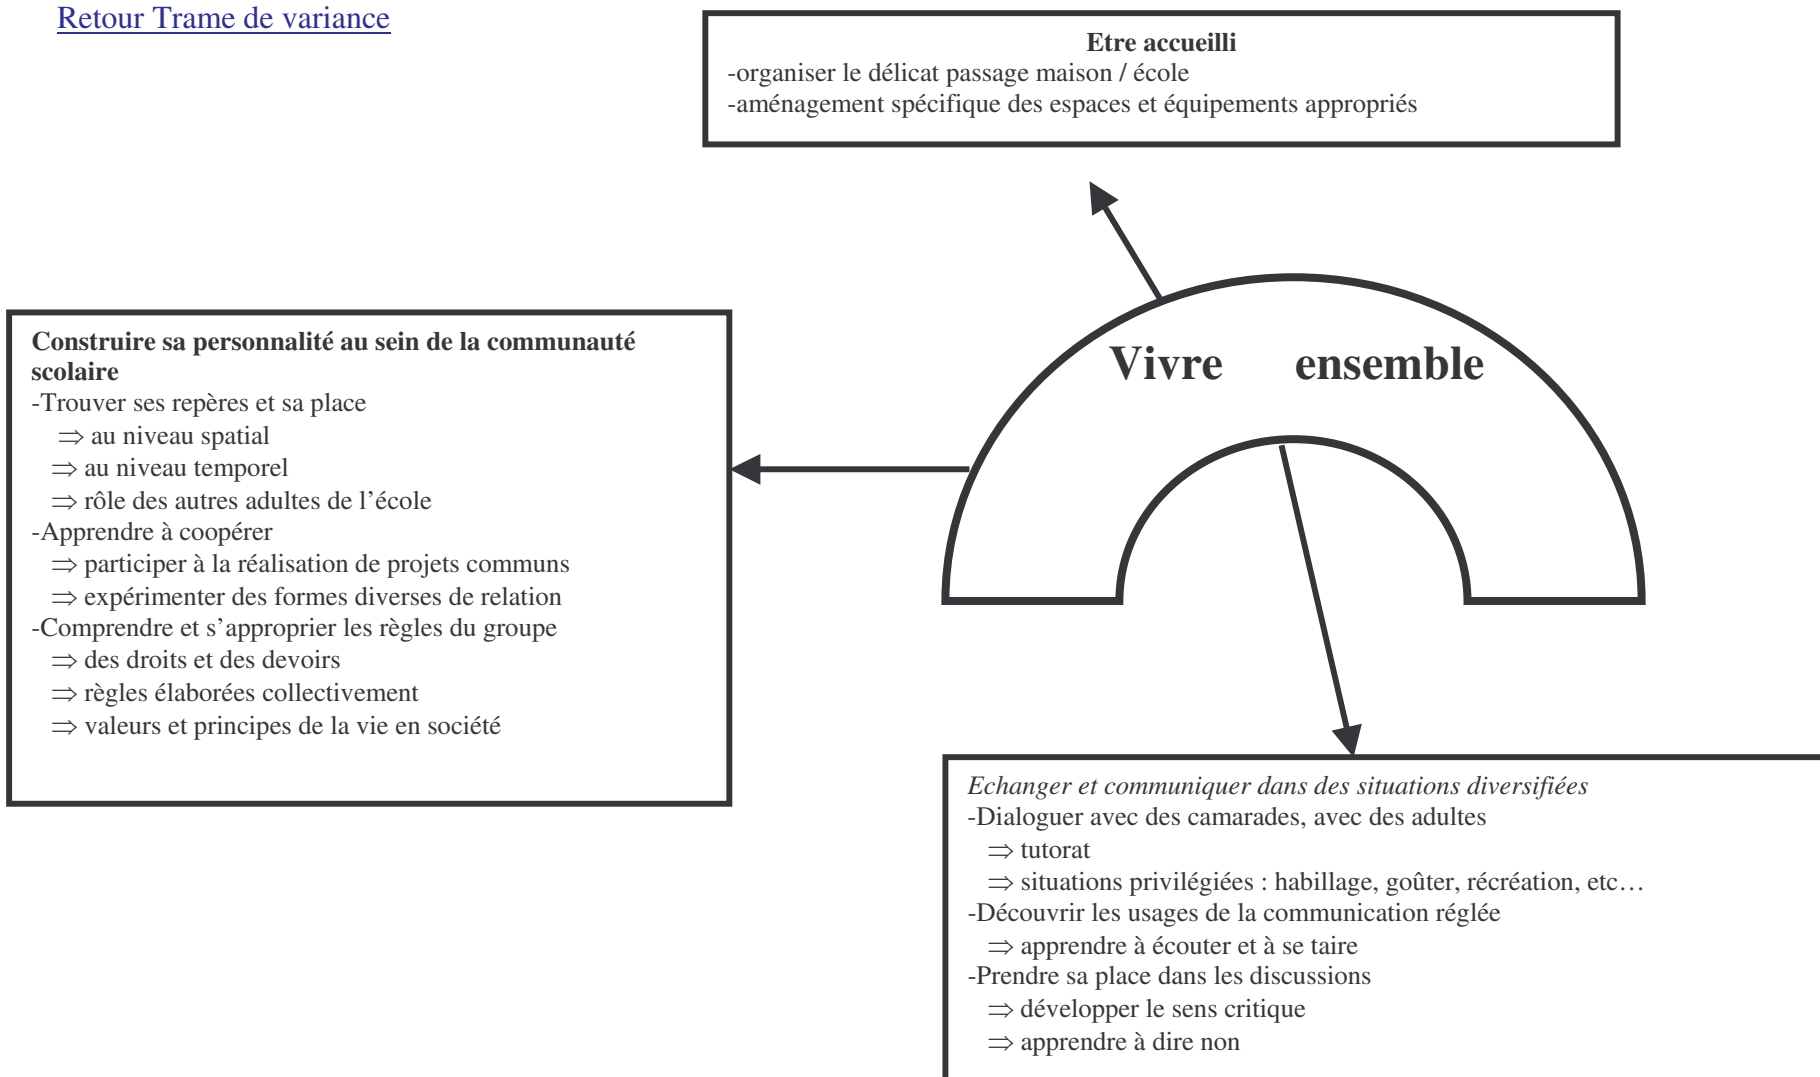 Retour Trame de variance
Etre accueilli
-organiser le délicat passage maison / école
-aménagement spécifique des espaces et équipements appropriés
Vivre ensemble
Construire sa personnalité au sein de la communauté
scolaire
-Trouver ses repères et sa place
⇒ au niveau spatial
⇒ au niveau temporel
⇒ rôle des autres adultes de l’école
-Apprendre à coopérer
⇒ participer à la réalisation de projets communs
⇒ expérimenter des formes diverses de relation
-Comprendre et s’approprier les règles du groupe
⇒ des droits et des devoirs
⇒ règles élaborées collectivement
⇒ valeurs et principes de la vie en société
Echanger et communiquer dans des situations diversifiées
-Dialoguer avec des camarades, avec des adultes
⇒ tutorat
⇒ situations privilégiées : habillage, goûter, récréation, etc…
-Découvrir les usages de la communication réglée
⇒ apprendre à écouter et à se taire
-Prendre sa place dans les discussions
⇒ développer le sens critique
⇒ apprendre à dire non